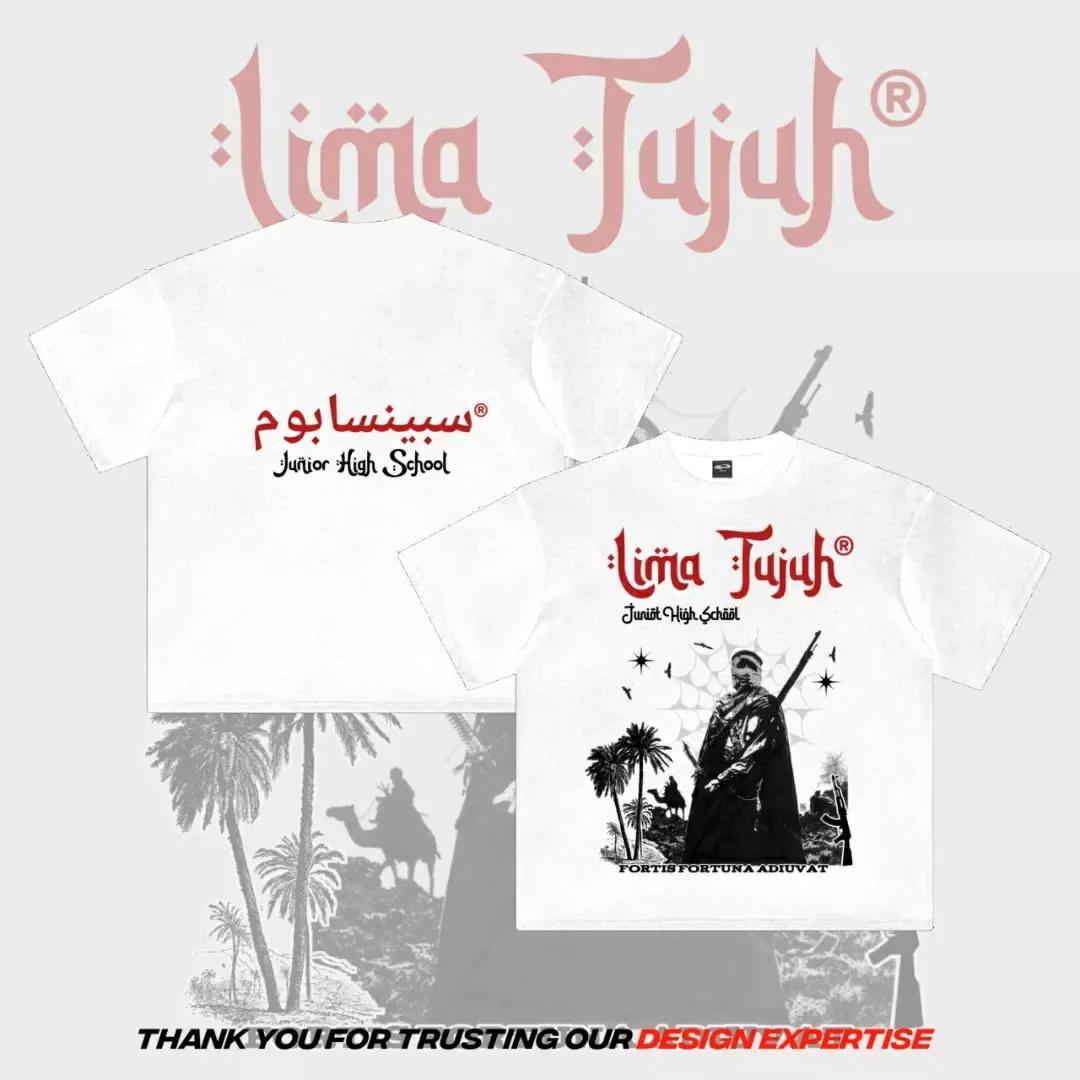 Lima Tujuh®
سبينسابوم®
Junior High School
Lima Tujuh®
Juniot High School
FORTIS FORTUNA ADIUVAT
THANK YOU FOR TRUSTING OUR DESIGN EXPERTISE